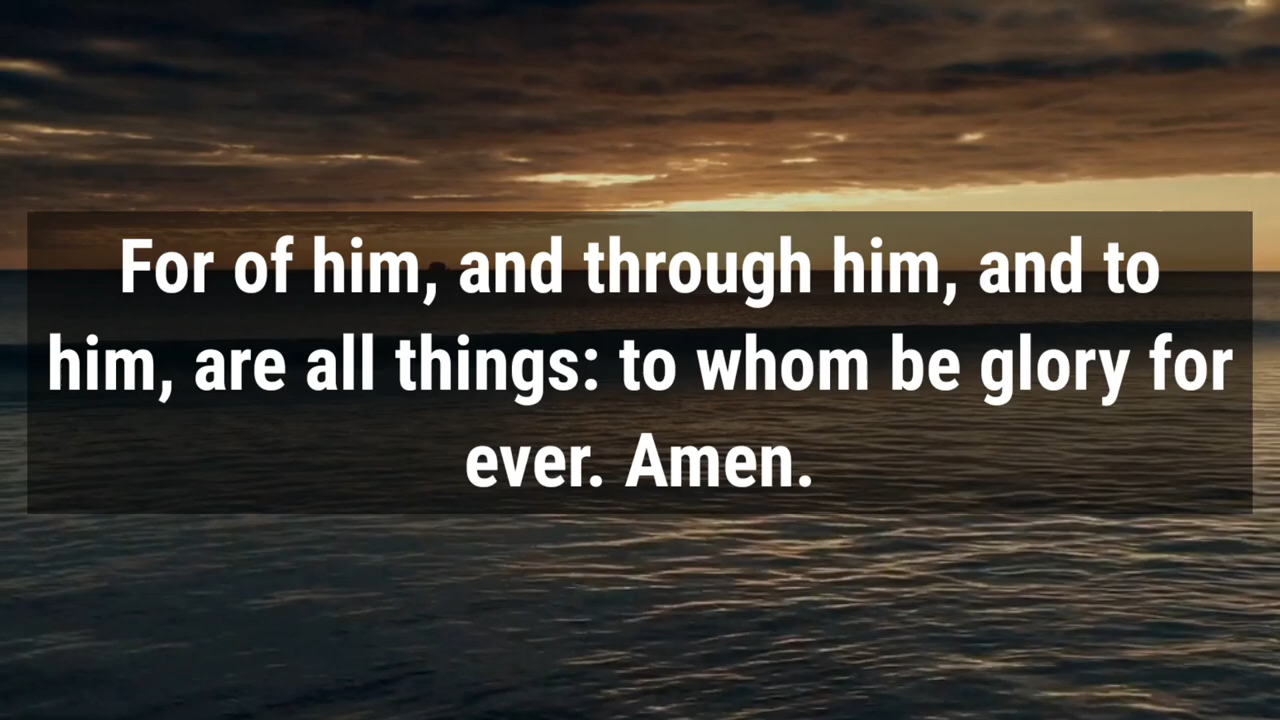 For of him, and through him, and to
him, are all things: to whom be glory for
ever. Amen.